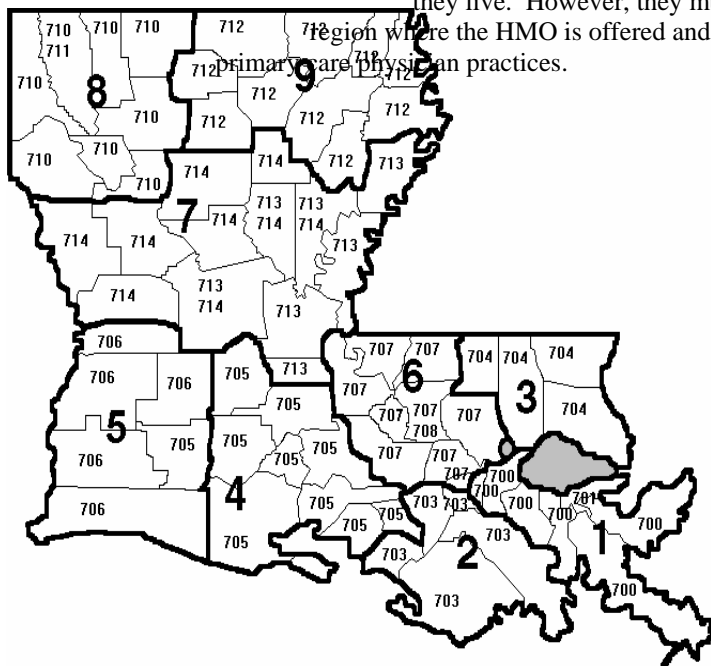 they live. However, they m
region where the HMO is offered and
primary care physician practices.
710 710 710 712 712
711
712 712 712
710 8 712 9
710 712 712
710 712 712
710 714 714 713
710
7 713 713
714 714 714 714 714 713
714 713
714 713
706 707 707 704 704 704
705 713 6
706 706 705 707 3
707 707 707 704
5 705 705 708
706 705 705 707 707
4 707 700
705 703 703 700 700 701
706 705 705 703 700 700
705 703 2 1
703 700